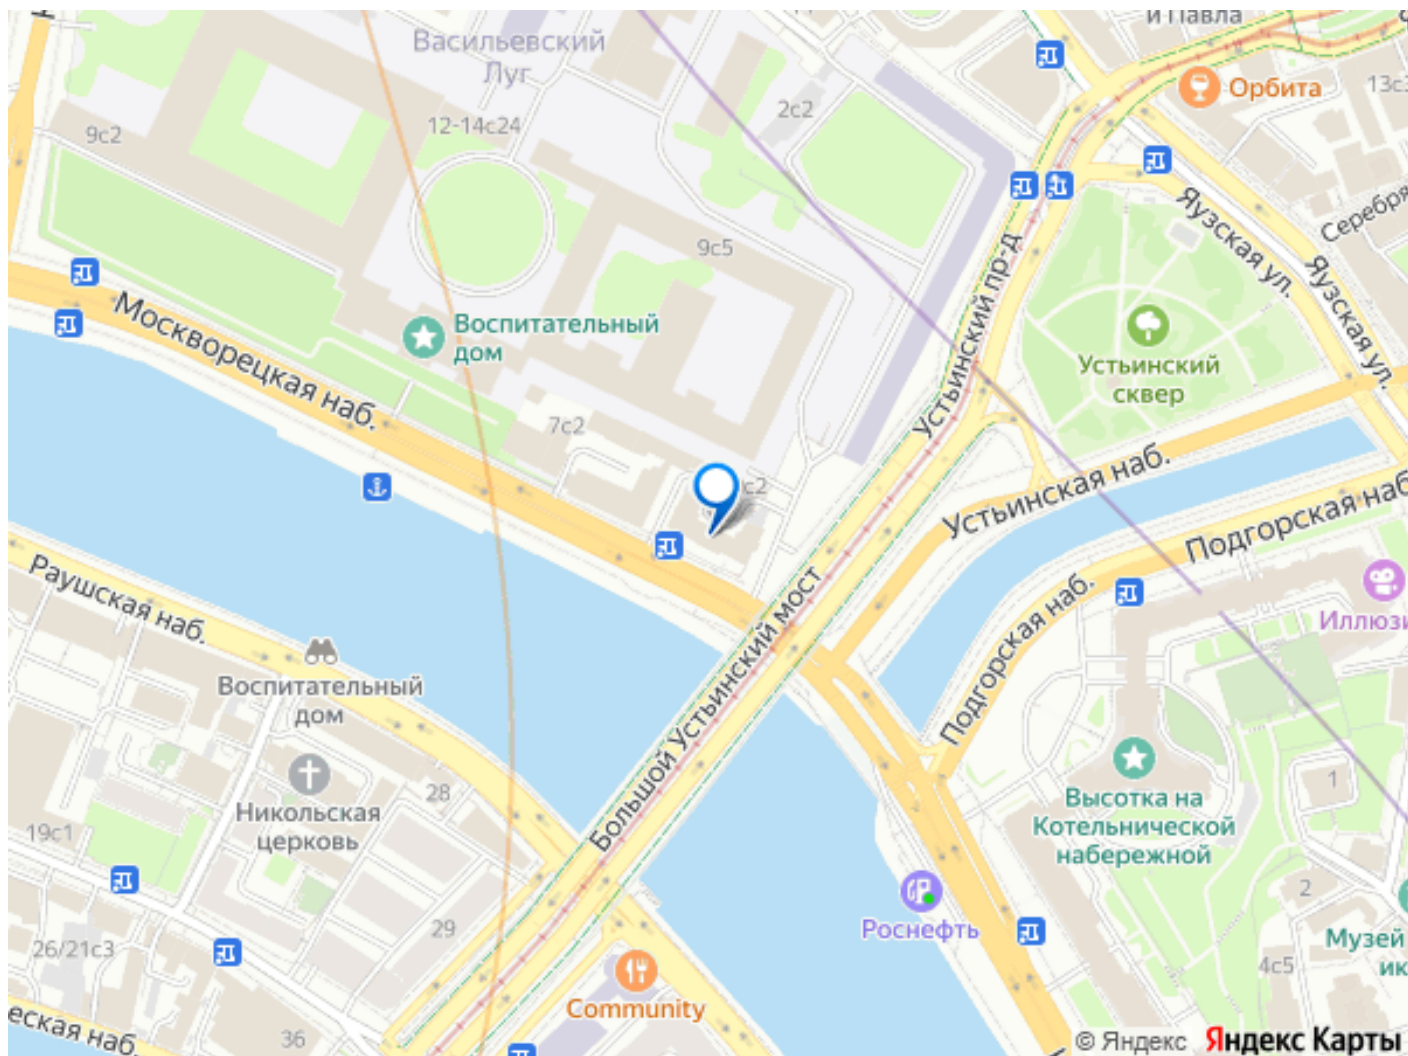 и Павла
Васильевский
Луг
Орбита
13с3
2с2
12-14с24
9с2
Яузская ул.
Серебря
9с5
Устьинский пр-д
Яузская ул.
Москворецкая наб.
Воспитательный
дом
Устьинский
сквер
7с2
с2
Устьинская наб.
Подгорская наб
Раушская наб.
Подгорская наб.
Иллюзи
Большой Устьинский мост
Воспитательный
дом
28
Никольская
церковь
19с1
1
Высотка на
Котельнической
набережной
2
29
Роснефть
26/21с3
Музей
ик
4с5
Community
еская наб.
36
© Яндекс Яндекс Карты